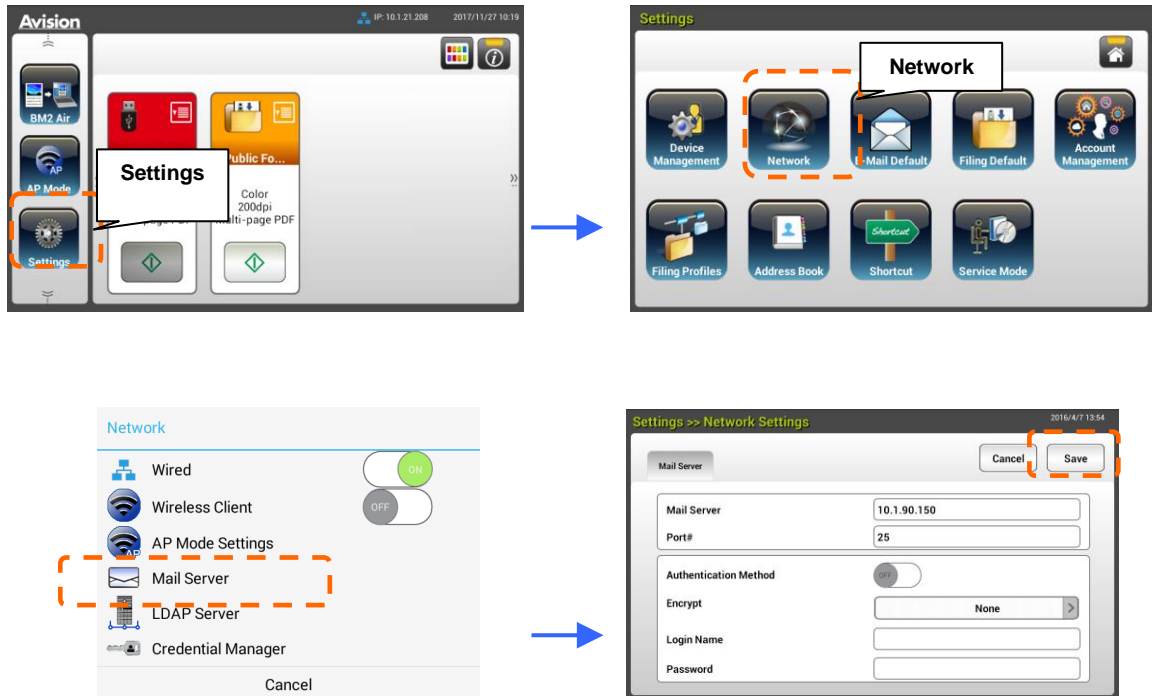 Avision
IP: 10.1.21.208
2017/11/27 10:19
BM2 Air
AP
AP Mode
Settings
Settings
Public Fo...
Color
200dpi
Multi-page PDF
Settings
Network
Device
Management
Network
E-Mail Default
Filing Default
Account
Management
Filing Profiles
Address Book
Shortcut
Shortcut
Service Mode
Network
Wired
ON
Wireless Client
OFF
AP
AP Mode Settings
Mail Server
LDAP Server
Credential Manager
Cancel
Settings >> Network Settings
2016/4/7 13:54
Mail Server
Cancel
Save
Mail Server
10.1.90.150
Port#
25
Authentication Method
OFF
Encrypt
None
Login Name
Password